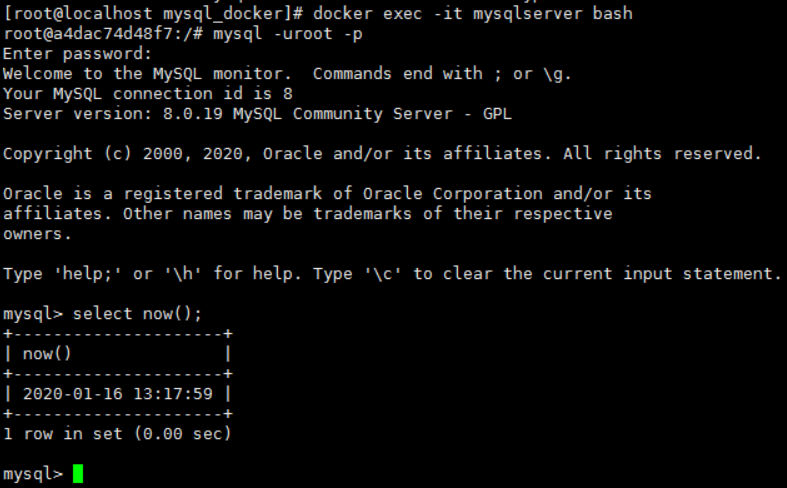 [root@localhost mysql_docker]# docker exec -it mysqlserver bash
root@a4dac74d48f7:/# mysql -uroot -p
Enter password:
Welcome to the MySQL monitor.  Commands end with ; or \g.
Your MySQL connection id is 8
Server version: 8.0.19 MySQL Community Server - GPL

Copyright (c) 2000, 2020, Oracle and/or its affiliates. All rights reserved.

Oracle is a registered trademark of Oracle Corporation and/or its
affiliates. Other names may be trademarks of their respective
owners.

Type 'help;' or '\h' for help. Type '\c' to clear the current input statement.

mysql> select now();
+---------------------+
| now()               |
+---------------------+
| 2020-01-16 13:17:59 |
+---------------------+
1 row in set (0.00 sec)

mysql>